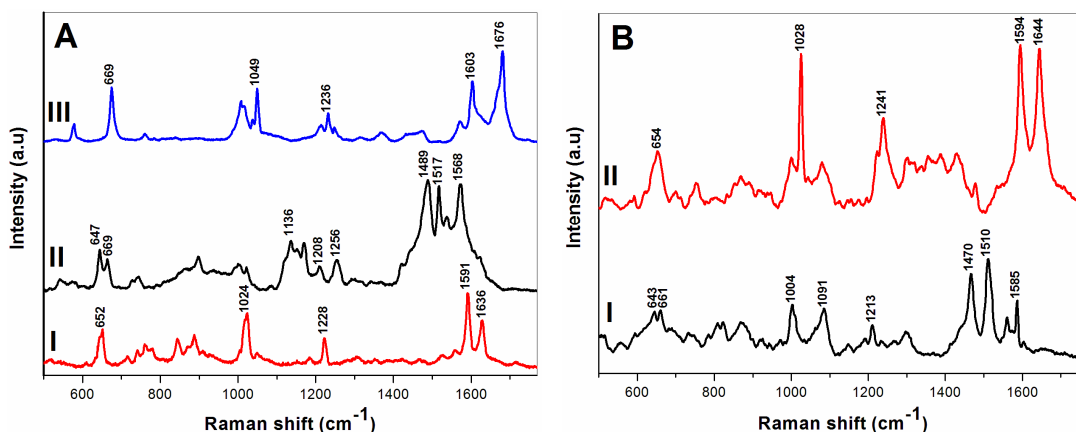 A
Intensity (a.u)
III
669
1049
1236
1603
1676
II
647
669
1136
1208
1256
1489
1517
1568
I
652
1024
1228
1591
1636
600 800 1000 1200 1400 1600
Raman shift (cm-1)
B
Intensity (a.u)
II
654
1028
1241
1594
1644
I
643
661
1004
1091
1213
1470
1510
1585
600 800 1000 1200 1400 1600
Raman shift (cm-1)